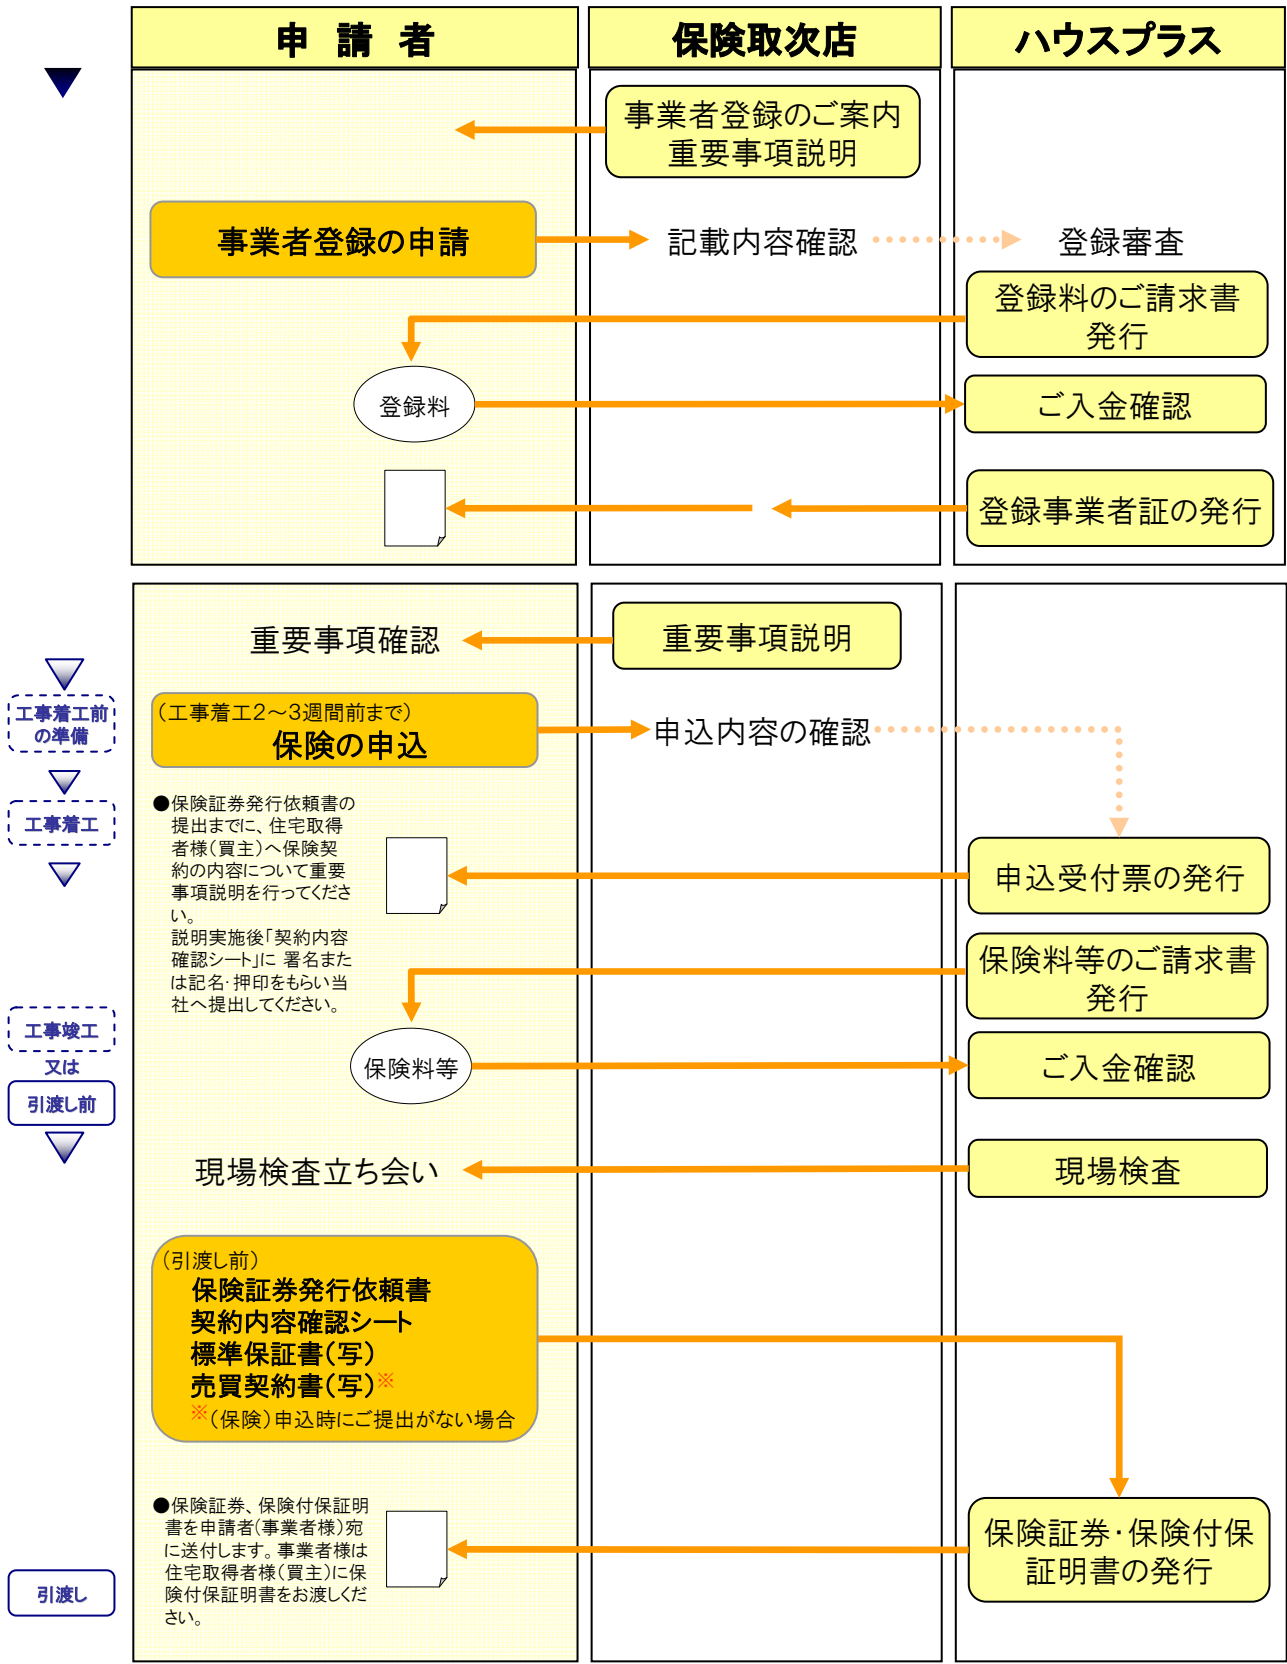 申 請 者
保険取次店
ハウスプラス
事業者登録のご案内
重要事項説明
事業者登録の申請
記載内容確認
登録審査
登録料のご請求書
発行
登録料
ご入金確認
登録事業者証の発行
重要事項確認
重要事項説明
工事着工前
の準備
(工事着工2～3週間前まで)
保険の申込
申込内容の確認
工事着工
●保険証券発行依頼書の
提出までに、住宅取得
者様(買主)へ保険契
約の内容について重要
事項説明を行ってくださ
い。
説明実施後「契約内容
確認シート」に 署名また
は記名・押印をもらい当
社へ提出してください。
申込受付票の発行
保険料等のご請求書
発行
工事竣工
又は
引渡し前
保険料等
ご入金確認
現場検査立ち会い
現場検査
(引渡し前)
保険証券発行依頼書
契約内容確認シート
標準保証書(写)
売買契約書(写)※
※(保険)申込時にご提出がない場合
●保険証券、保険付保証明
書を申請者(事業者様)宛
に送付します。事業者様は
住宅取得者様(買主)に保
険付保証明書をお渡しくだ
さい。
保険証券・保険付保
証明書の発行
引渡し